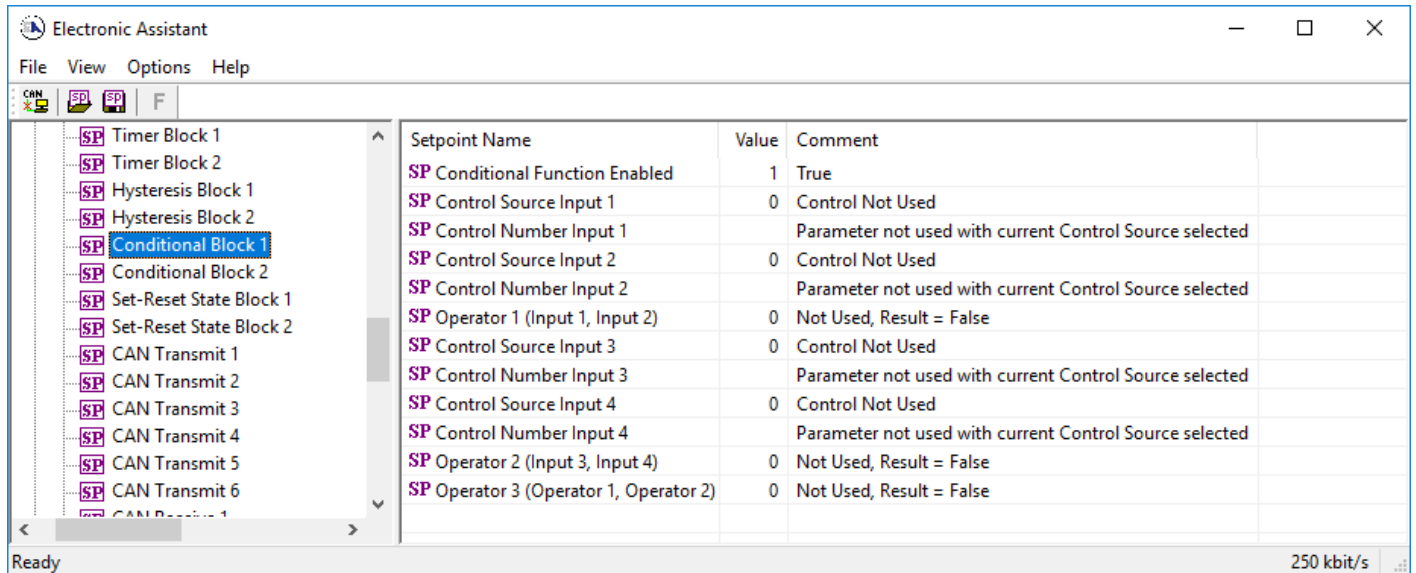 Electronic Assistant
File View Options Help
CAN SP SP F
SP Timer Block 1
SP Timer Block 2
SP Hysteresis Block 1
SP Hysteresis Block 2
SP Conditional Block 1
SP Conditional Block 2
SP Set-Reset State Block 1
SP Set-Reset State Block 2
SP CAN Transmit 1
SP CAN Transmit 2
SP CAN Transmit 3
SP CAN Transmit 4
SP CAN Transmit 5
SP CAN Transmit 6
Setpoint Name Value Comment
SP Conditional Function Enabled 1 True
SP Control Source Input 1 0 Control Not Used
SP Control Number Input 1 Parameter not used with current Control Source selected
SP Control Source Input 2 0 Control Not Used
SP Control Number Input 2 Parameter not used with current Control Source selected
SP Operator 1 (Input 1, Input 2) 0 Not Used, Result = False
SP Control Source Input 3 0 Control Not Used
SP Control Number Input 3 Parameter not used with current Control Source selected
SP Control Source Input 4 0 Control Not Used
SP Control Number Input 4 Parameter not used with current Control Source selected
SP Operator 2 (Input 3, Input 4) 0 Not Used, Result = False
SP Operator 3 (Operator 1, Operator 2) 0 Not Used, Result = False
Ready 250 kbit/s